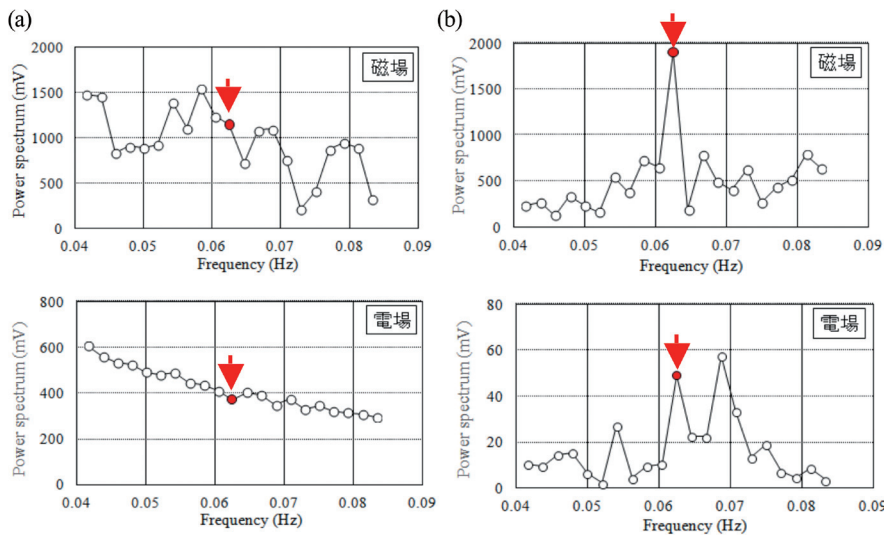 (a)
2000
1500
1000
500
0
0.04 0.05 0.06 0.07 0.08 0.09
Power spectrum (mV)
Frequency (Hz)
磁場
(b)
2000
1500
1000
500
0
0.04 0.05 0.06 0.07 0.08 0.09
Power spectrum (mV)
Frequency (Hz)
磁場
800
600
400
200
0
0.04 0.05 0.06 0.07 0.08 0.09
Power spectrum (mV)
Frequency (Hz)
電場
80
60
40
20
0
0.04 0.05 0.06 0.07 0.08 0.09
Power spectrum (mV)
Frequency (Hz)
電場